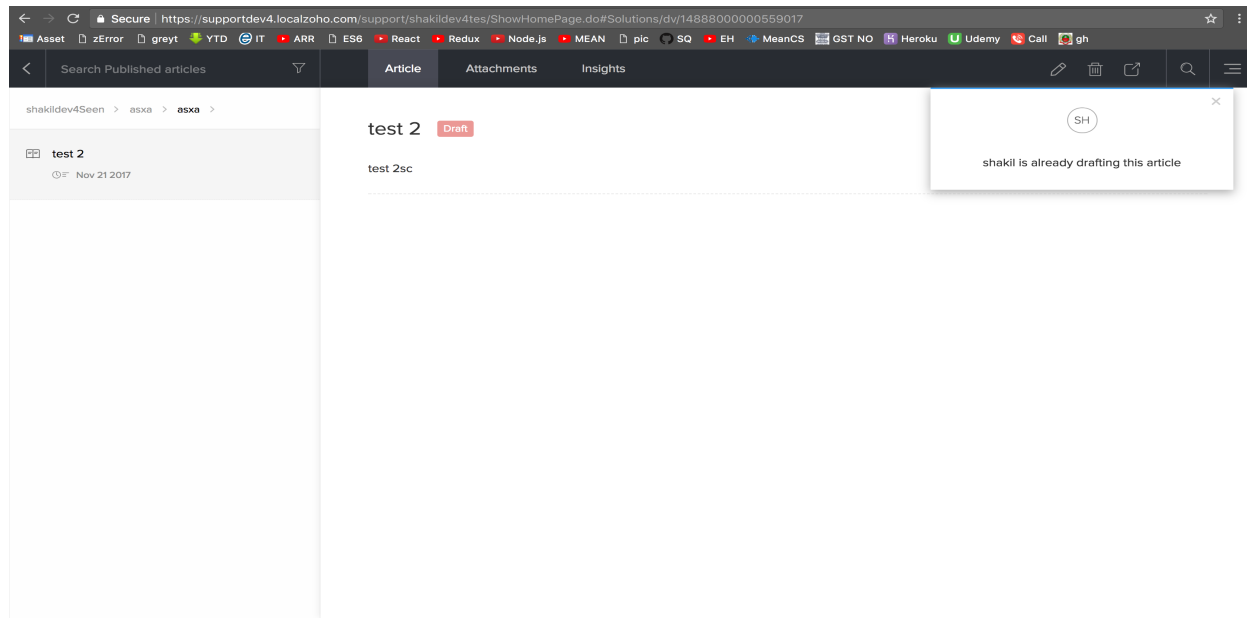 Secure | https://supportdev4.localzoho.com/support/shakildev4tes/ShowHomePage.do#Solutions/dv/14888000000559017
Asset zError greyt YTD IT ARR ES6 React Redux Node.js MEAN pic SQ EH MeanCS GST NO Heroku Udemy Call gh
Search Published articles Article Attachments Insights
shakildev4Seen > asxa > asxa >
test 2
Nov 21 2017
test 2 Draft
test 2sc
SH
shakil is already drafting this article